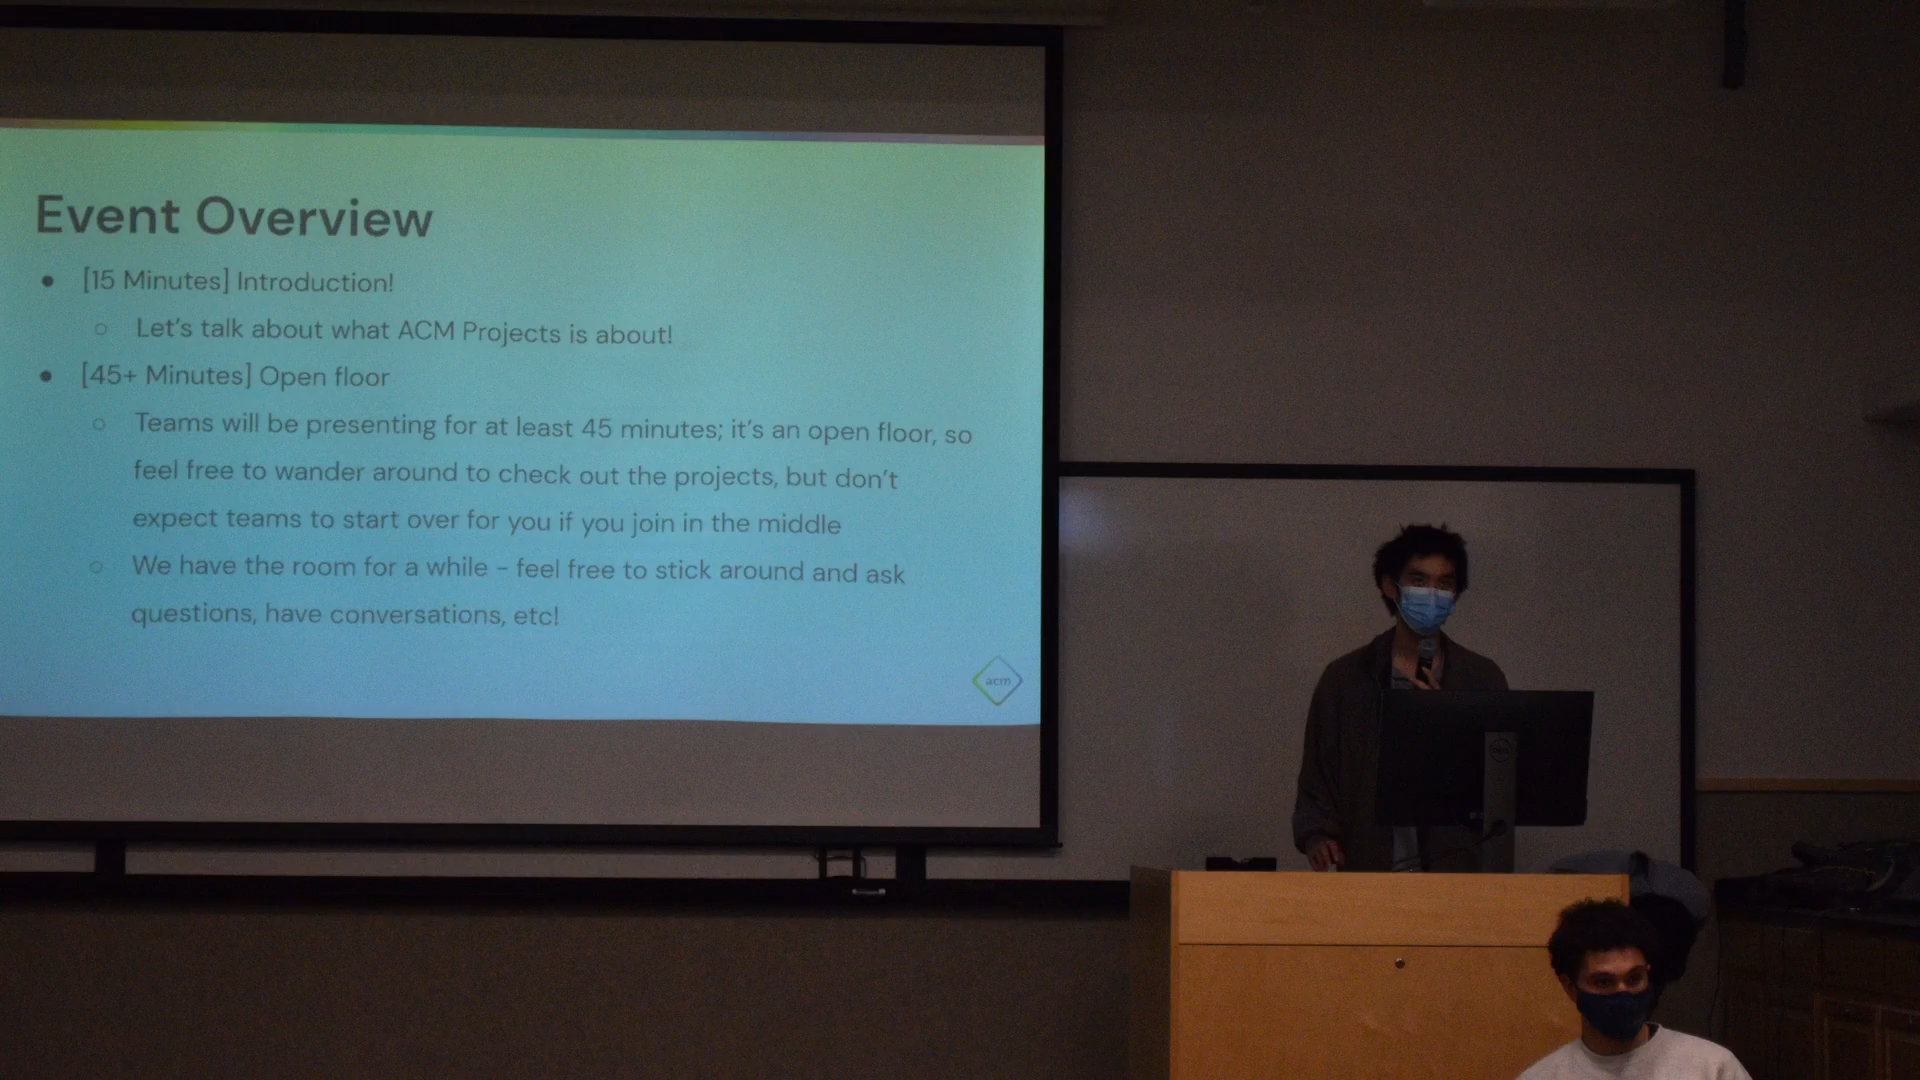 Event Overview
● [15 Minutes] Introduction!
○ Let's talk about what ACM Projects is about!
● [45+ Minutes] Open floor
○ Teams will be presenting for at least 45 minutes; it's an open floor, so
feel free to wander around to check out the projects, but don't
expect teams to start over for you if you join in the middle
○ We have the room for a while - feel free to stick around and ask
questions, have conversations, etc!
acm
DELL